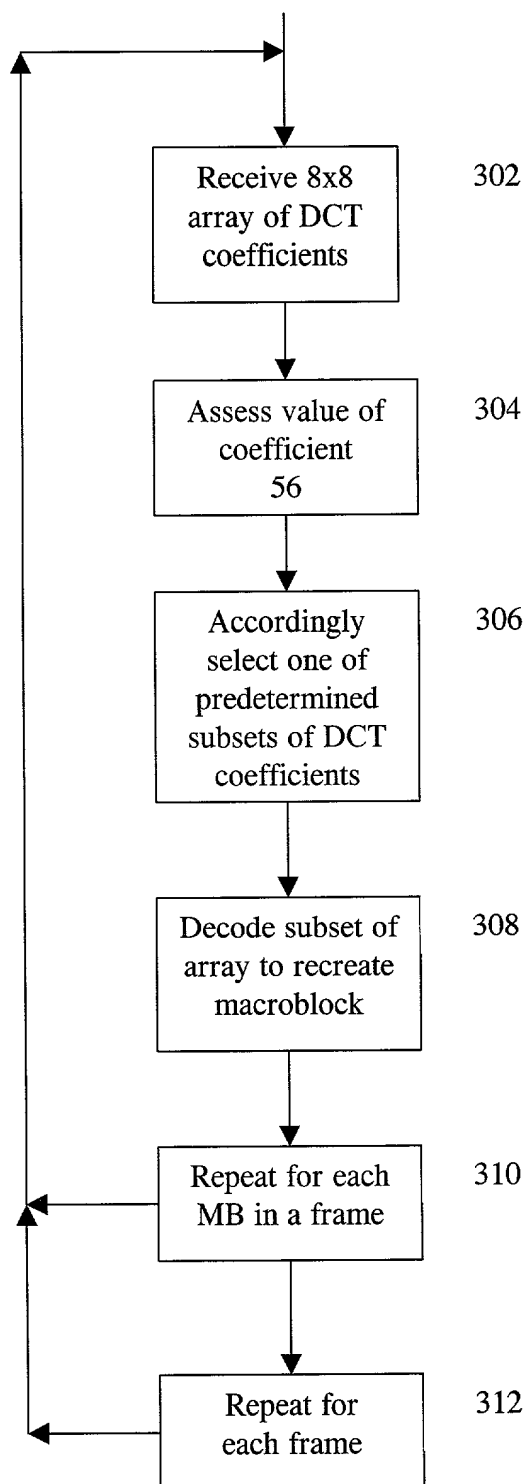 Receive 8x8
array of DCT
coefficients
302
Assess value of
coefficient
56
304
Accordingly
select one of
predetermined
subsets of DCT
coefficients
306
Decode subset of
array to recreate
macroblock
308
Repeat for each
MB in a frame
310
Repeat for
each frame
312